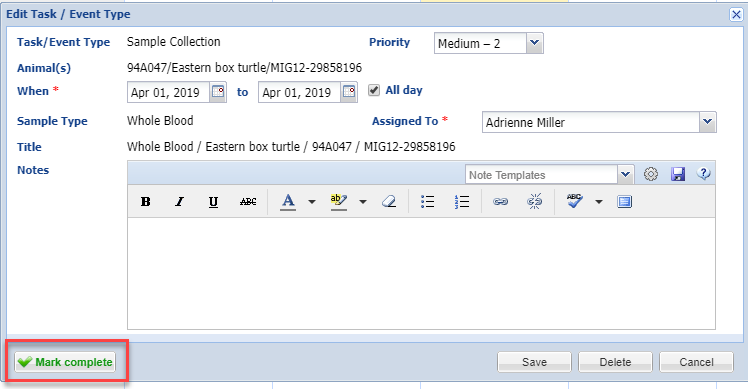 Edit Task / Event Type
Task/Event Type Sample Collection Priority Medium – 2
Animal(s) 94A047/Eastern box turtle/MIG12-29858196
When * Apr 01, 2019 to Apr 01, 2019 All day
Sample Type Whole Blood Assigned To * Adrienne Miller
Title Whole Blood / Eastern box turtle / 94A047 / MIG12-29858196
Notes Note Templates
B I U ABC A ab ABC
Mark complete Save Delete Cancel